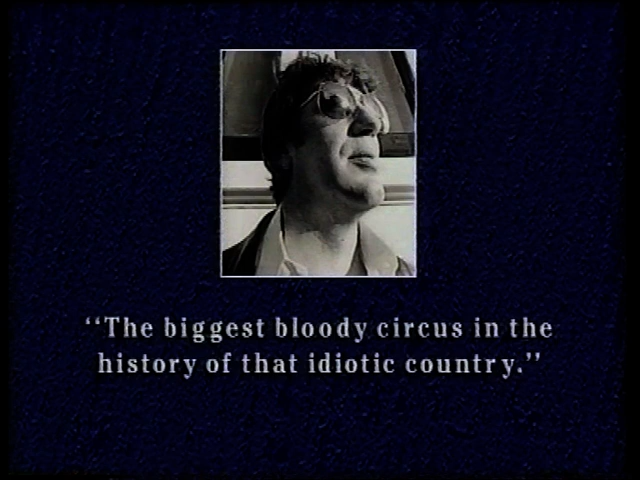 “The biggest bloody circus in the
history of that idiotic country.”